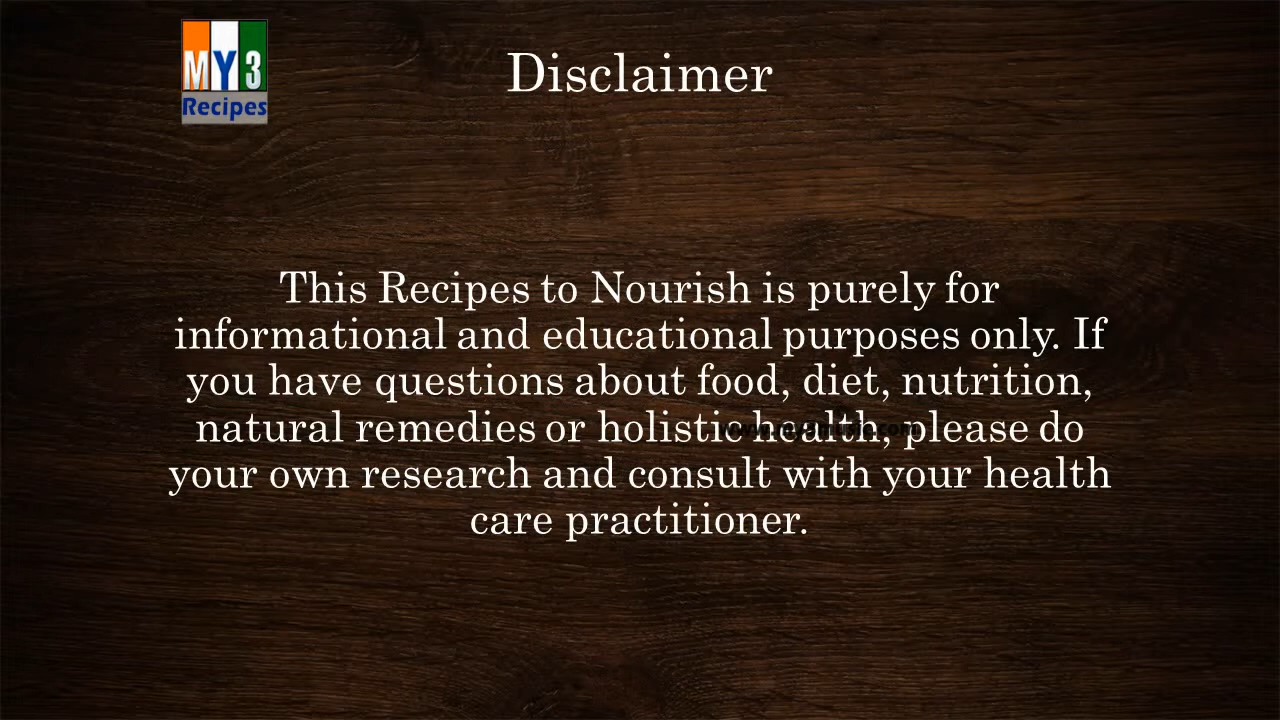 MY3
Recipes
Disclaimer
This Recipes to Nourish is purely for
informational and educational purposes only. If
you have questions about food, diet, nutrition,
natural remedies or holistic health, please do
your own research and consult with your health
care practitioner.